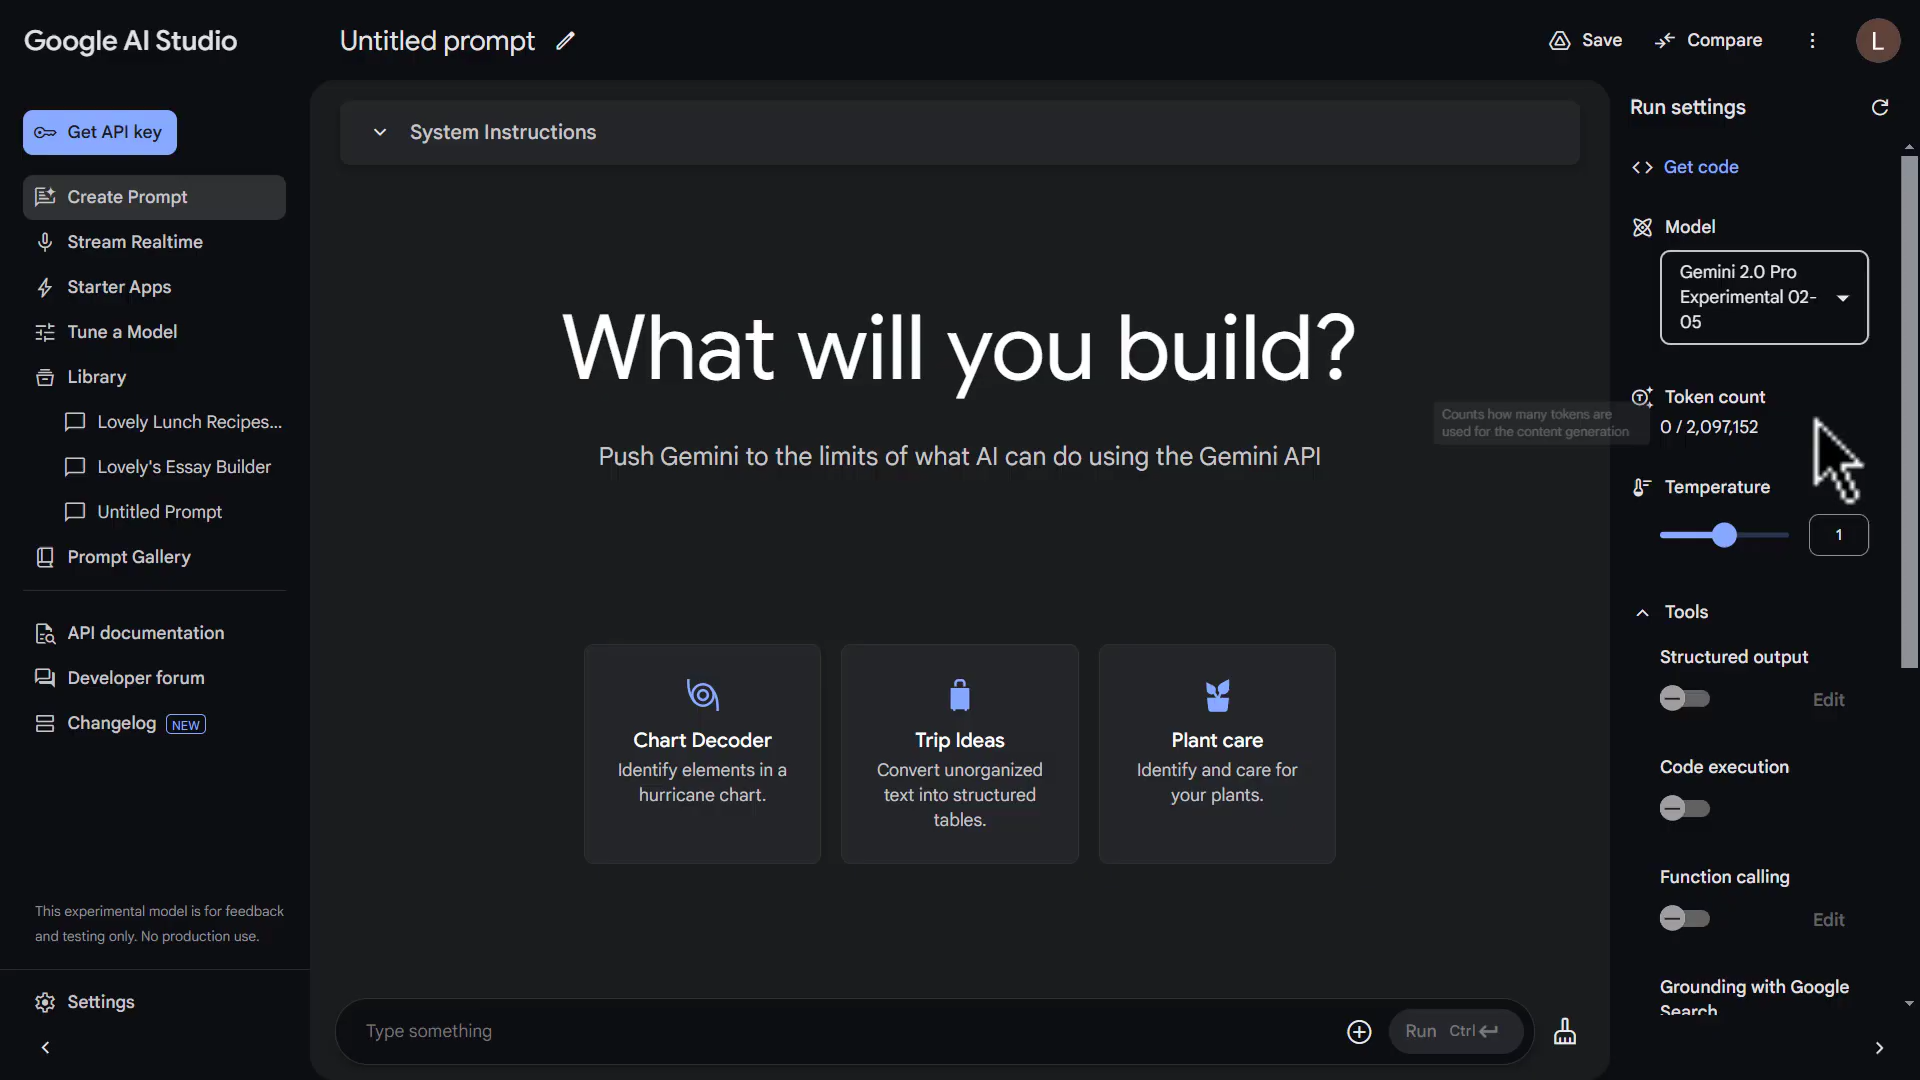 Google AI Studio
Untitled prompt
Save
Compare
L
Get API key
Create Prompt
Stream Realtime
Starter Apps
Tune a Model
Library
Lovely Lunch Recipes...
Lovely's Essay Builder
Untitled Prompt
Prompt Gallery
API documentation
Developer forum
Changelog NEW
This experimental model is for feedback
and testing only. No production use.
Settings
System Instructions
What will you build?
Push Gemini to the limits of what AI can do using the Gemini API
Chart Decoder
Identify elements in a
hurricane chart.
Trip Ideas
Convert unorganized
text into structured
tables.
Plant care
Identify and care for
your plants.
Type something
Run Ctrl
Run settings
Get code
Model
Gemini 2.0 Pro
Experimental 02-
05
Token count
0 / 2,097,152
Counts how many tokens are
used for the content generation
Temperature
1
Tools
Structured output
Edit
Code execution
Function calling
Edit
Grounding with Google
Search